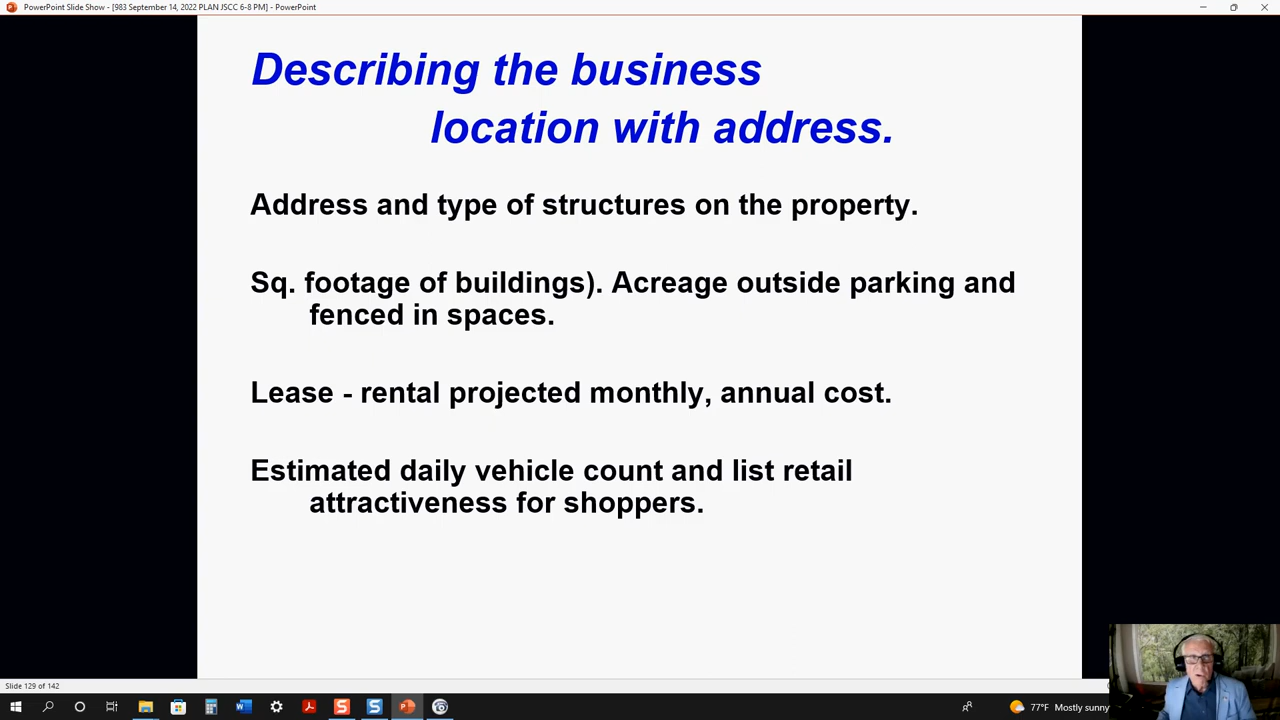 PowerPoint Slide Show - [983 September 14, 2022 PLAN JSCC 6-8 PM] - PowerPoint
Describing the business
location with address.
Address and type of structures on the property.
Sq. footage of buildings). Acreage outside parking and
fenced in spaces.
Lease - rental projected monthly, annual cost.
Estimated daily vehicle count and list retail
attractiveness for shoppers.
Slide 129 of 142
77°F Mostly sunny